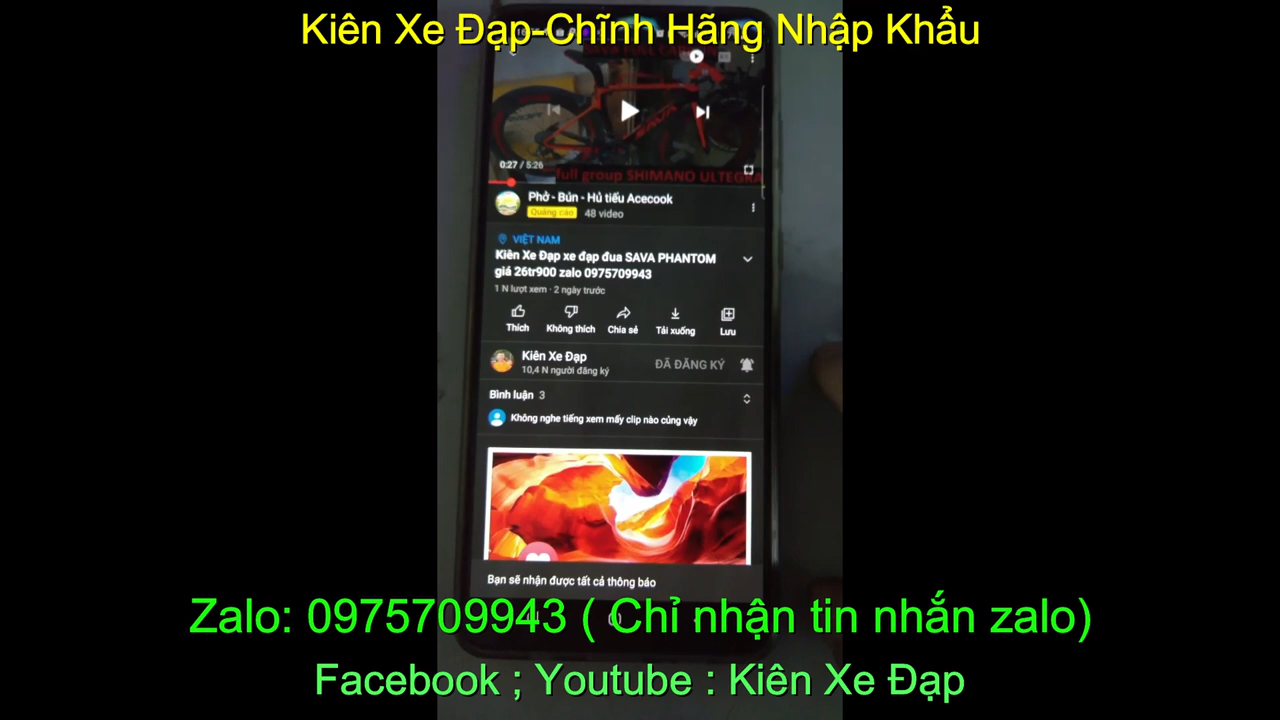 Kiên Xe Đạp-Chĩnh Hãng Nhập Khẩu
SAVA
0:27 / 5:26
full group SHIMANO ULTEGRA
Phở - Bún - Hủ tiếu Acecook
Quảng cáo 48 video
VIỆT NAM
Kiên Xe Đạp xe đạp đua SAVA PHANTOM
giá 26tr900 zalo 0975709943
1 N lượt xem · 2 ngày trước
Thích Không thích Chia sẻ Tải xuống Lưu
Kiên Xe Đạp
10,4 N người đăng ký
ĐÃ ĐĂNG KÝ
Bình luận 3
Không nghe tiếng xem mấy clip nào củng vậy
Bạn sẽ nhận được tất cả thông báo
Zalo: 0975709943 ( Chỉ nhận tin nhắn zalo)
Facebook ; Youtube : Kiên Xe Đạp